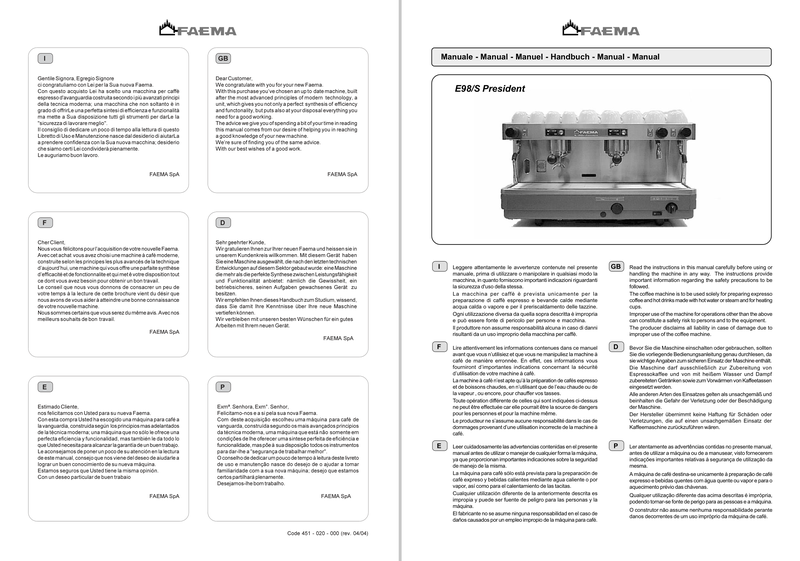 FAEMA
I
Gentile Signora, Egregio Signore
ci congratuliamo con Lei per la Sua nuova Faema.
Con questo acquisto Lei ha scelto una macchina per caffè
espresso d'avanguardia costruita secondo i più avanzati principi
della tecnica moderna; una macchina che non soltanto è in
grado di offrirLe una perfetta sintesi di efficienza e funzionalità
ma mette a Sua disposizione tutti gli strumenti per darLe la
"sicurezza di lavorare meglio".
Il consiglio di dedicare un poco di tempo alla lettura di questo
Libretto di Uso e Manutenzione nasce dal desiderio di aiutarLa
a prendere confidenza con la Sua nuova macchina; desiderio
che siamo certi Lei condividerà pienamente.
Le auguriamo buon lavoro.
FAEMA SpA
GB
Dear Customer,
We congratulate with you for your new Faema.
With this purchase you've chosen an up to date machine, built
after the most advanced principles of modern technology, a
unit, which gives you not only a perfect synthesis of efficiency
and functionality, but puts also at your disposal everything you
need for a good working.
The advice we give you of spending a bit of your time in reading
this manual comes from our desire of helping you in reaching
a good knowledge of your new machine.
We're sure of finding you of the same advice.
With our best wishes of a good work.
FAEMA SpA
F
Cher Client,
Nous vous félicitons pour l'acquisition de votre nouvelle Faema.
Avec cet achat vous avez choisi une machine à café moderne,
construite selon les principes les plus avancés de la technique
d'aujourd'hui, une machine qui vous offre une parfaite synthèse
d'efficacité et de functionnalité et qui met à votre disposition tout
ce dont vous avez besoin pour obtenir un bon travail.
Le conseil que nous vous donnons de consacrer un peu de
votre temps à la lecture de cette brochure vient du désir que
nous avons de vous aider à atteindre une bonne connaissance
de votre nouvelle machine.
Nous sommes certains que vous serez du même avis. Avec nos
meilleurs souhaits de bon travail.
FAEMA SpA
D
Sehr geehrter Kunde,
Wir gratulieren Ihnen zur Ihrer neuen Faema und heissen sie in
unserem Kundenkreis willkommen. Mit diesem Gerät haben
Sie eine Maschine ausgewählt, die nach den letzten technischen
Entwicklungen auf diesem Sektor gebaut wurde: eine Maschine
die mehr als die perfekte Synthese zwischen Leistungsfähigkeit
und Funktionalität anbietet: nämlich die Gewissheit, ein
betriebsicheres, seinen Aufgaben gewachsenes Gerät zu
besitzen.
Wir empfehlen Ihnen dieses Handbuch zum Studium, wissend,
dass Sie damit Ihre Kenntnisse über Ihre neue Maschine
verbefern können.
Wir verbleiben mit unseren besten Wünschen für ein gutes
Arbeiten mit Ihrem neuen Gerät.
FAEMA SpA
E
Estimado Cliente,
nos felicitamos con Usted para su nueva Faema.
Con esta compra Usted ha escogido una máquina para café a
la vanguardia, construída según los principios mas adelantados
de la técnica moderna; una máquina que no sólo le ofrece una
perfecta eficiencia y funcionalidad, mas también le da todo lo
que Usted necesita para alcanzar la garantía de un buen trabajo.
Le aconsejamos de poner un poco de su atención en la lectura
de este manual, consejo que nos viene del deseo de ayudarle a
lograr un buen conocimiento de su nueva máquina.
Estamos seguros que Usted tiene la misma opinión.
Con un deseo particular de buen trabaio
FAEMA SpA
P
Exmª. Senhora, Exmº. Senhor,
Felicitamo-nos e a si pela sua nova Faema.
Com deste acquisição escolheu uma máquina para café de
vanguarda, construída segundo os mais avançados princípios
da técnica moderna, uma máquina que está não somente em
condições de lhe oferecer uma síntese perfeita de eficiência e
funcionalidade, mas põe à sua disposição todos os instrumentos
para dar-lhe a "segurança de trabalhar melhor".
O conselho de dedicar um pouco de tempo à leitura deste livrete
de uso e manutenção nasce do desejo de o ajudar a tomar
familiaridade com a sua nova máquina; desejo que estamos
certos partilhará plenamente.
Desejamos-lhe bom trabalho.
FAEMA SpA
Code 451 - 020 - 000 (rev. 04/04)
FAEMA
Manuale - Manual - Manuel - Handbuch - Manual - Manual
E98/S President
FAEMA
I
Leggere attentamente le avvertenze contenute nel presente
manuale, prima di utilizzare o manipolare in qualsiasi modo la
macchina, in quanto forniscono importanti indicazioni riguardanti
la sicurezza d'uso della stessa.
La macchina per caffè è prevista unicamente per la
preparazione di caffè espresso e bevande calde mediante
acqua calda o vapore e per il preriscaldamento delle tazzine.
Ogni utilizzazione diversa da quella sopra descritta è impropria
e può essere fonte di pericolo per persone e macchina.
Il produttore non assume responsabilità alcuna in caso di danni
risultanti da un uso improprio della macchina per caffè.
GB
Read the instructions in this manual carefully before using or
handling the machine in any way. The instructions provide
important information regarding the safety precautions to be
followed.
The coffee machine is to be used solely for preparing espresso
coffee and hot drinks made with hot water or steam and for heating
cups.
Improper use of the machine for operations other than the above
can constitute a safety risk to persons and to the equipment.
The producer disclaims all liability in case of damage due to
improper use of the coffee machine.
F
Lire attentivement les informations contenues dans ce manuel
avant que vous n'utilisiez et que vous ne manipuliez la machine à
café de manière erronée. En effet, ces informations vous
fournirons d'importantes indications concernant la sécurité
d'utilisation de votre machine à café.
La machine à café n'est apte qu'à la préparation de cafés espresso
et de boissons chaudes, en n'utilisant que de l'eau chaude ou de
la vapeur , ou encore, pour chauffer vos tasses.
Toute opération différente de celles qui sont indiquées ci-dessus
ne peut être effectuée car elle pourrait être la source de dangers
pour les personnes et pour la machine même.
Le producteur ne s'assume aucune responsabilité dans le cas de
dommages provenant d'une utilisation incorrecte de la machine à
café.
D
Bevor Sie die Maschine einschalten oder gebrauchen, sollten
Sie die vorliegende Bedienungsanleitung genau durchlesen, da
sie wichtige Angaben zum sicheren Einsatz der Maschine enthält.
Die Maschine darf ausschließlich zur Zubereitung von
Espressokaffee und von mit heißem Wasser und Dampf
zubereiteten Getränken sowie zum Vorwärmen von Kaffeetassen
eingesetzt werden.
Alle anderen Arten des Einsatzes gelten als unsachgemäß und
beinhalten die Gefahr der Verletzung oder der Beschädigung
der Maschine.
Der Hersteller übernimmt keine Haftung für Schäden oder
Verletzungen, die auf einen unsachgemäßen Einsatz der
Kaffeemaschine zurückzuführen wären.
E
Leer cuidadosamente las advertencias contenidas en el presente
manual antes de utilizar o manejar de cualquier forma la máquina,
ya que proporcionan importantes indicaciones sobre la seguridad
de manejo de la misma.
La máquina para café sólo está prevista para la preparación de
café expreso y bebidas calientes mediante agua caliente o por
vapor, así como para el calentamiento de las tacitas.
Cualquier utilización diferente de la anteriormente descrita es
impropia y puede ser fuente de peligro para las personas y la
máquina.
El fabricante no se asume ninguna responsabilidad en el caso de
daños causados por un empleo impropio de la máquina para café.
P
Ler atentamente as advertências contidas no presente manual,
antes de utilizar a máquina ou de a manusear, visto fornecerem
indicações importantes relativas à segurança de utilização da
mesma.
A máquina de café destina-se unicamente à preparação de café
expresso e bebidas quentes com água quente ou vapor e para o
aquecimento prévio das chávenas.
Qualquer utilização diferente das acima descritas é imprópria,
podendo tornar-se fonte de perigo para as pessoas e a máquina.
O construtor não assume nenhuma responsabilidade perante
danos decorrentes de um uso impróprio da máquina de café.